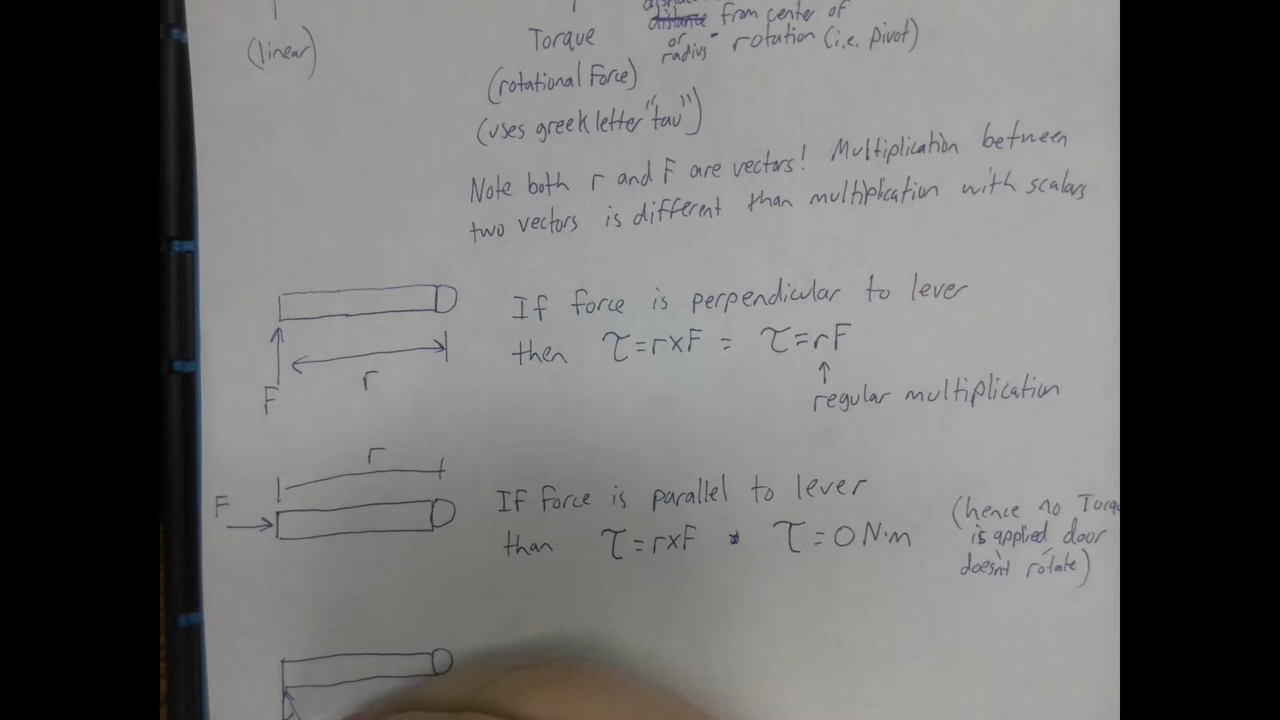 distance from center of
(linear) Torque or radius rotation (i.e. pivot)
(rotational Force)
(uses greek letter "tau")
Note both r and F are vectors! Multiplication between
two vectors is different than multiplication with scalars
If force is perpendicular to lever
then τ=r×F = τ=rF
r
F
regular multiplication
r
F
If force is parallel to lever
than τ=r×F τ=0 N·m
(hence no
is applied door
doesn't rotate)